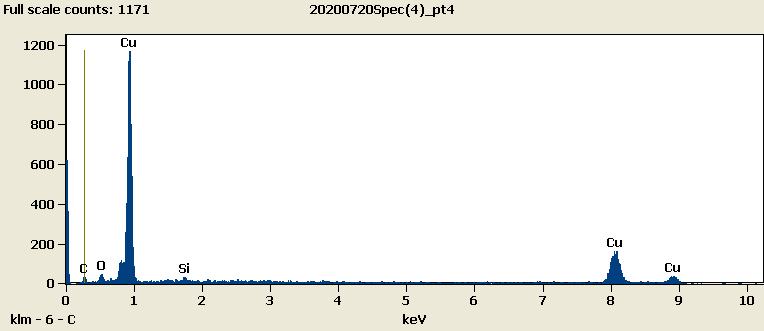 Full scale counts: 1171
20200720Spec(4)_pt4
Cu
1200
1000
800
600
400
200
0
C
O
Si
Cu
Cu
0 1 2 3 4 5 6 7 8 9 10
klm - 6 - C
keV